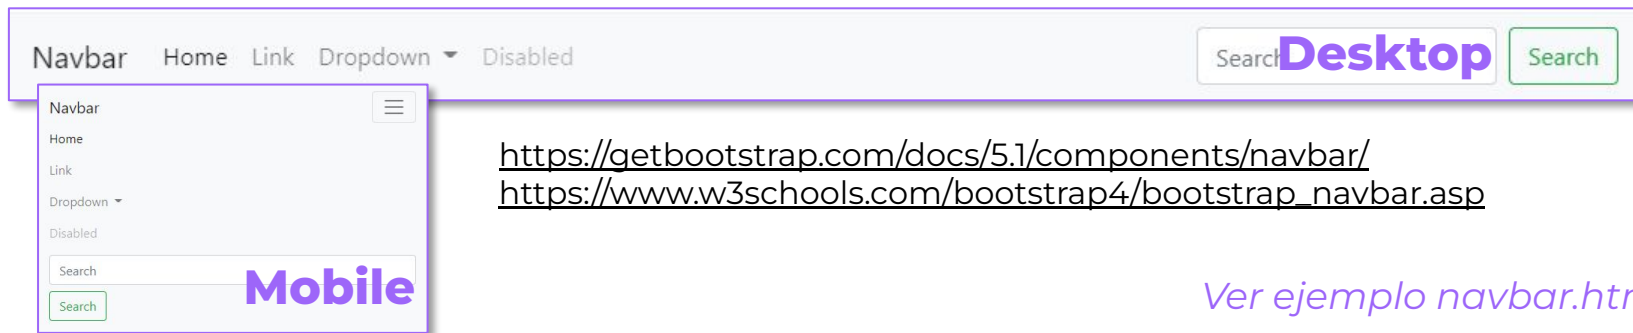 Navbar Home Link Dropdown Disabled Search Desktop Search
Navbar
Home
Link
Dropdown
Disabled
Search
Search
Mobile
https://getbootstrap.com/docs/5.1/components/navbar/
https://www.w3schools.com/bootstrap4/bootstrap_navbar.asp
Ver ejemplo navbar.htm